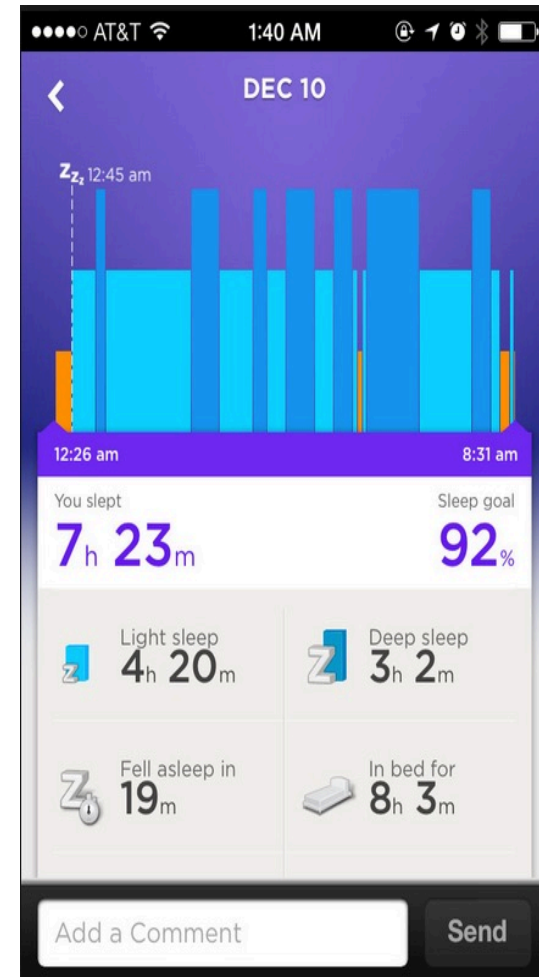 AT&T 1:40 AM
DEC 10
Zzz 12:45 am
12:26 am 8:31 am
You slept Sleep goal
7h 23m 92%
Light sleep Deep sleep
4h 20m 3h 2m
Fell asleep in In bed for
19m 8h 3m
Add a Comment Send